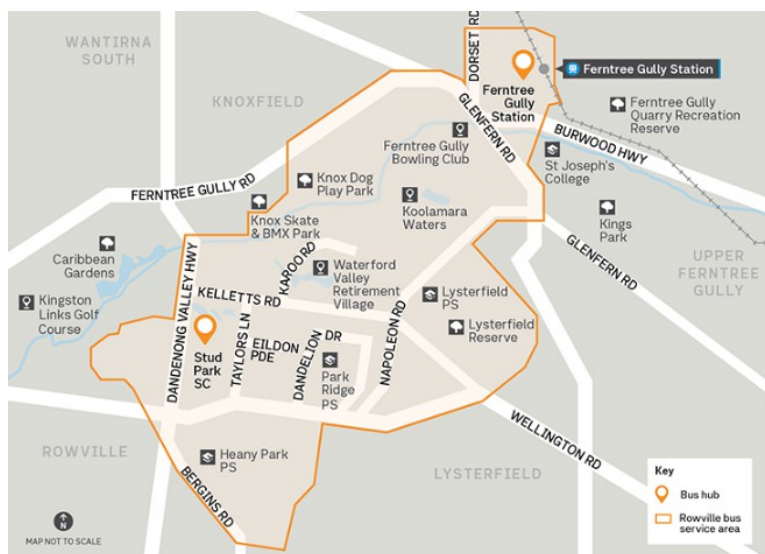 WANTIRNA
SOUTH
DORSET RD
Ferntree Gully Station
Ferntree
Gully
Station
KNOXFIELD
GLENFERN RD
Ferntree Gully
Quarry Recreation
Reserve
BURWOOD HWY
Ferntree Gully
Bowling Club
St Joseph's
College
FERNTREE GULLY RD
Knox Dog
Play Park
Koolamara
Waters
Kings
Park
Knox Skate
& BMX Park
GLENFERN RD
Caribbean
Gardens
DANDENONG VALLEY HWY
KAROO RD
Waterford
Valley
Retirement
Village
UPPER
FERNTREE
GULLY
Kingston
Links Golf
Course
KELLETTS RD
Lysterfield
PS
NAPOLEON RD
Lysterfield
Reserve
Stud
Park
SC
TAYLORS LN
EILDON
PDE
DANDELION DR
Park
Ridge
PS
WELLINGTON RD
ROWVILLE
Heany Park
PS
BERGINS RD
LYSTERFIELD
Key
Bus hub
Rowville bus
service area
N
MAP NOT TO SCALE